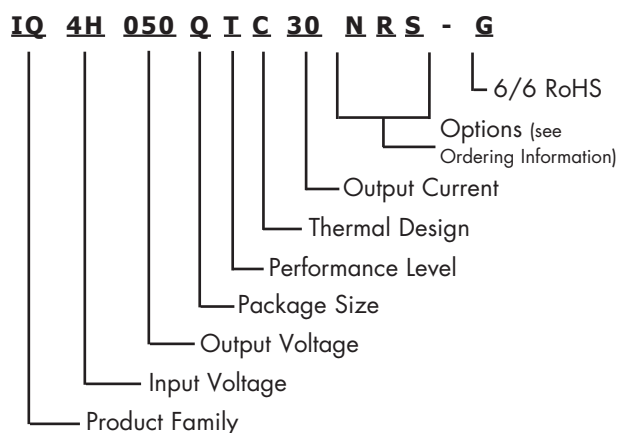 IQ 4H 050 Q T C 30 N R S - G
6/6 RoHS
Options (see
Ordering Information)
Output Current
Thermal Design
Performance Level
Package Size
Output Voltage
Input Voltage
Product Family